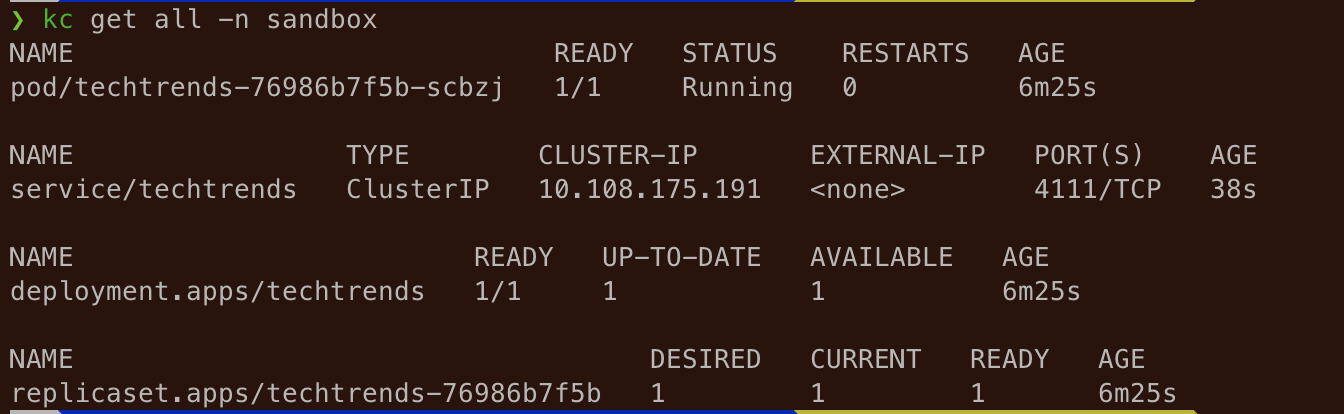 ❯ kc get all -n sandbox
NAME                              READY   STATUS    RESTARTS   AGE
pod/techtrends-76986b7f5b-scbzj   1/1     Running   0          6m25s

NAME                 TYPE        CLUSTER-IP       EXTERNAL-IP   PORT(S)    AGE
service/techtrends   ClusterIP   10.108.175.191   <none>        4111/TCP   38s

NAME                         READY   UP-TO-DATE   AVAILABLE   AGE
deployment.apps/techtrends   1/1     1            1           6m25s

NAME                                    DESIRED   CURRENT   READY   AGE
replicaset.apps/techtrends-76986b7f5b   1         1         1       6m25s